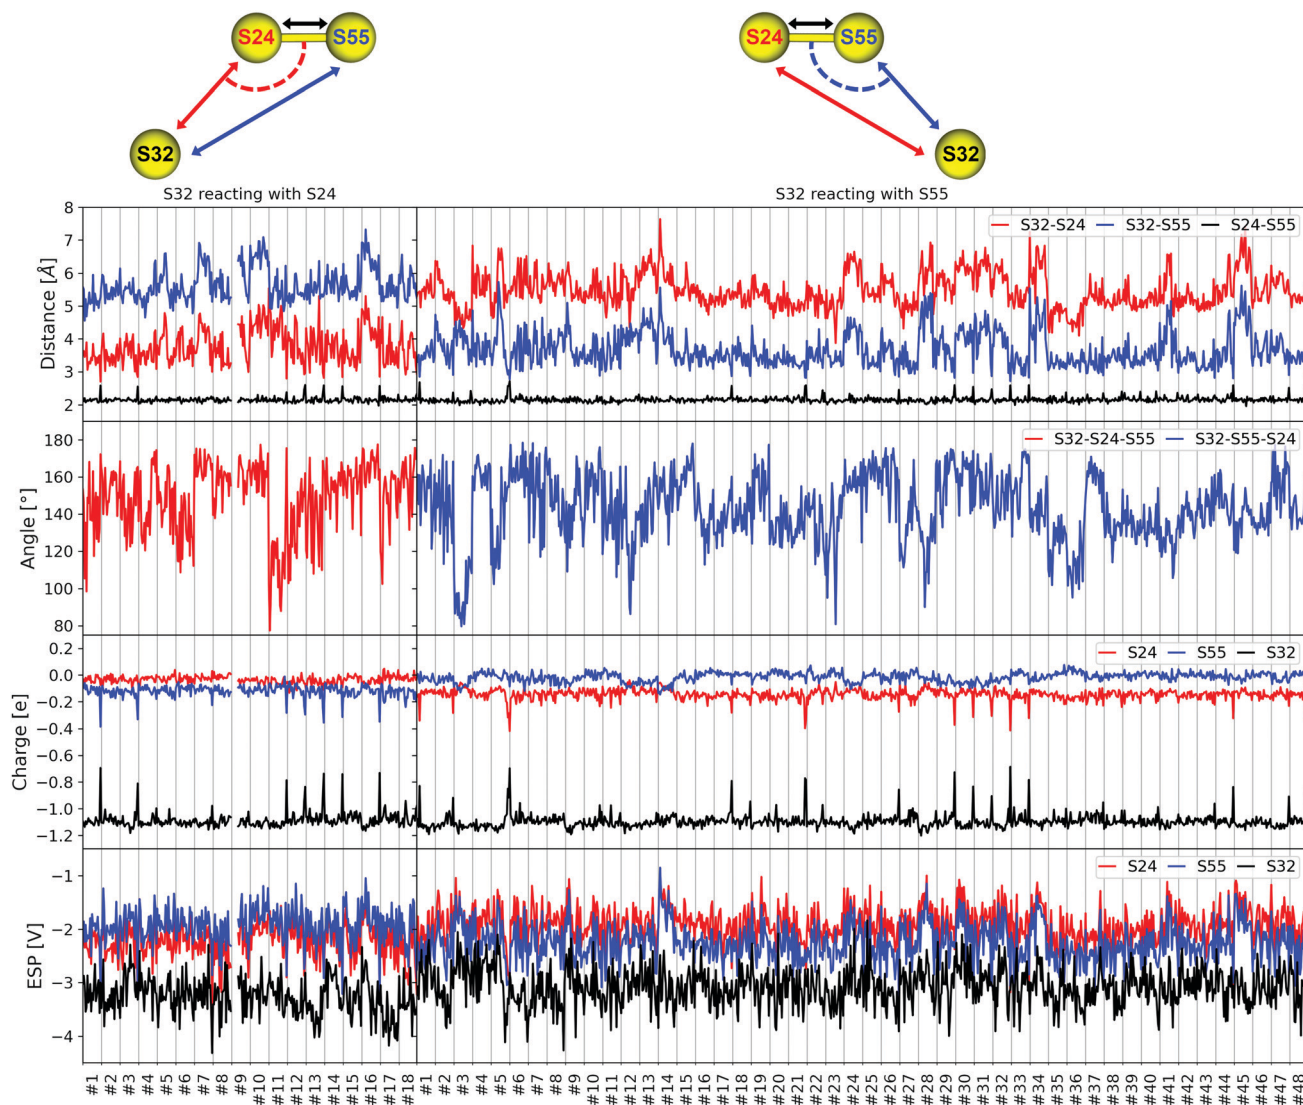 S24 S55 S24 S55
S32 S32
S32 reacting with S24 S32 reacting with S55
Distance [Å]
8
7
6
5
4
3
2
S32-S24 S32-S55 S24-S55
Angle [°]
180
160
140
120
100
80
S32-S24-S55 S32-S55-S24
Charge [e]
0.2
0.0
−0.2
−0.4
−0.6
−0.8
−1.0
−1.2
S24 S55 S32
ESP [V]
−1
−2
−3
−4
S24 S55 S32
#1 #2 #3 #4 #5 #6 #7 #8 #9 #10 #11 #12 #13 #14 #15 #16 #17 #18 #1 #2 #3 #4 #5 #6 #7 #8 #9 #10 #11 #12 #13 #14 #15 #16 #17 #18 #19 #20 #21 #22 #23 #24 #25 #26 #27 #28 #29 #30 #31 #32 #33 #34 #35 #36 #37 #38 #39 #40 #41 #42 #43 #44 #45 #46 #47 #48